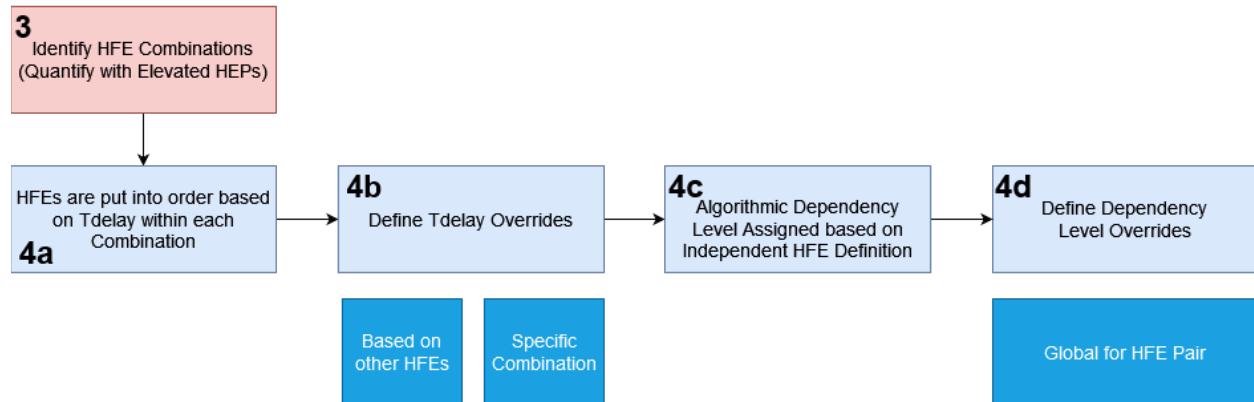 3
Identify HFE Combinations
(Quantify with Elevated HEPs)
HFEs are put into order based
on Tdelay within each
Combination
4a
4b
Define Tdelay Overrides
4c
Algorithmic Dependency
Level Assigned based on
Independent HFE Definition
4d
Define Dependency
Level Overrides
Based on
other HFEs
Specific
Combination
Global for HFE Pair